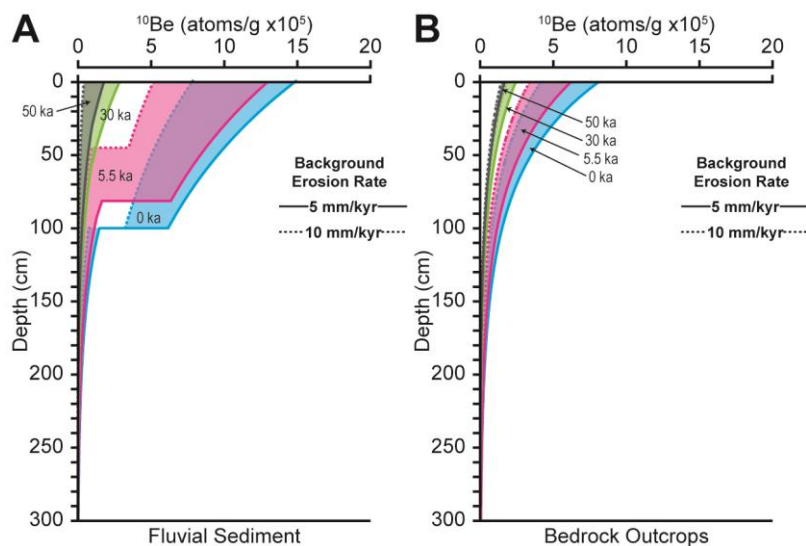 A
¹⁰Be (atoms/g x10⁵)
0 5 10 15 20
0
50
100
150
200
250
300
Depth (cm)
50 ka
30 ka
5.5 ka
0 ka
Background
Erosion Rate
5 mm/kyr
10 mm/kyr
Fluvial Sediment
B
¹⁰Be (atoms/g x10⁵)
0 5 10 15 20
0
50
100
150
200
250
300
Depth (cm)
50 ka
30 ka
5.5 ka
0 ka
Background
Erosion Rate
5 mm/kyr
10 mm/kyr
Bedrock Outcrops